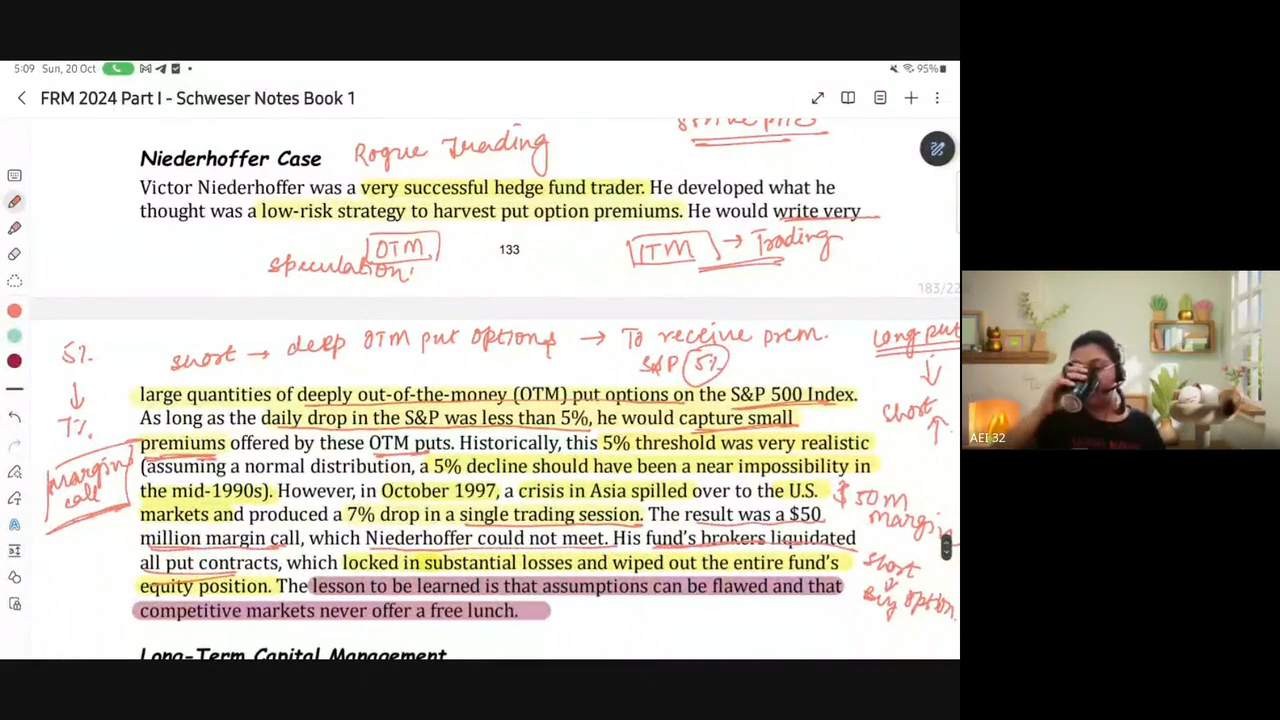 5:09 Sun, 20 Oct
95%
FRM 2024 Part I - Schweser Notes Book 1
Niederhoffer Case Rogue Trading
Victor Niederhoffer was a very successful hedge fund trader. He developed what he
thought was a low-risk strategy to harvest put option premiums. He would write very
OTM
speculation
133
ITM → Trading
183/22
5%
↓
7%
short → deep OTM put options → To receive prem.
S&P 5%
long put
↓
short ↑
large quantities of deeply out-of-the-money (OTM) put options on the S&P 500 Index.
As long as the daily drop in the S&P was less than 5%, he would capture small
premiums offered by these OTM puts. Historically, this 5% threshold was very realistic
(assuming a normal distribution, a 5% decline should have been a near impossibility in
the mid-1990s). However, in October 1997, a crisis in Asia spilled over to the U.S.
markets and produced a 7% drop in a single trading session. The result was a $50
million margin call, which Niederhoffer could not meet. His fund's brokers liquidated
all put contracts, which locked in substantial losses and wiped out the entire fund's
equity position. The lesson to be learned is that assumptions can be flawed and that
competitive markets never offer a free lunch.
margin
call
$50M
margin
short
↓
Buy option.
Long-Term Capital Management
AEI 32